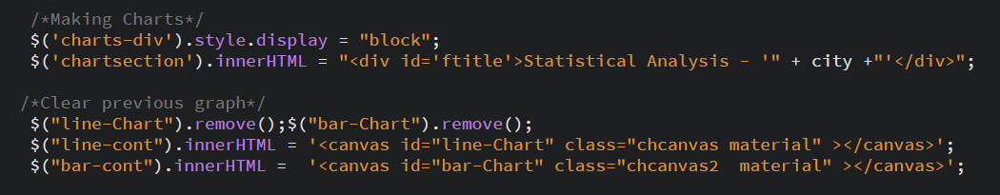 /*Making Charts*/
$('charts-div').style.display = "block";
$('chartsection').innerHTML = "<div id='ftitle'>Statistical Analysis - '" + city +"'</div>";
/*Clear previous graph*/
$("line-Chart").remove();$("bar-Chart").remove();
$("line-cont").innerHTML = '<canvas id="line-Chart" class="chcanvas material" ></canvas>';
$("bar-cont").innerHTML =  '<canvas id="bar-Chart" class="chcanvas2  material" ></canvas>';